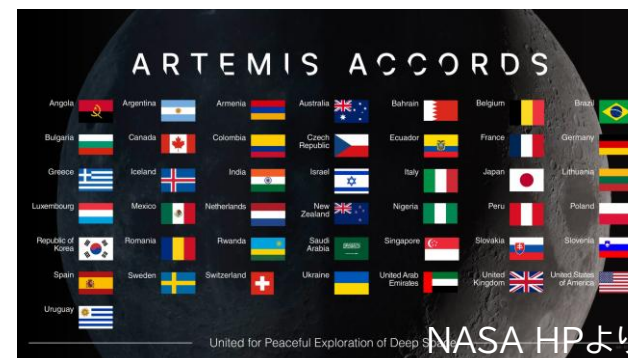 ARTEMIS ACCORDS
Angola Argentina Armenia Australia Bahrain Belgium Brazil
Bulgaria Canada Colombia Czech Republic Ecuador France Germany
Greece Iceland India Israel Italy Japan Lithuania
Luxembourg Mexico Netherlands New Zealand Nigeria Peru Poland
Republic of Korea Romania Rwanda Saudi Arabia Singapore Slovakia Slovenia
Spain Sweden Switzerland Ukraine United Arab Emirates United Kingdom United States of America
Uruguay
United for Peaceful Exploration of Deep Space
NASA HPより